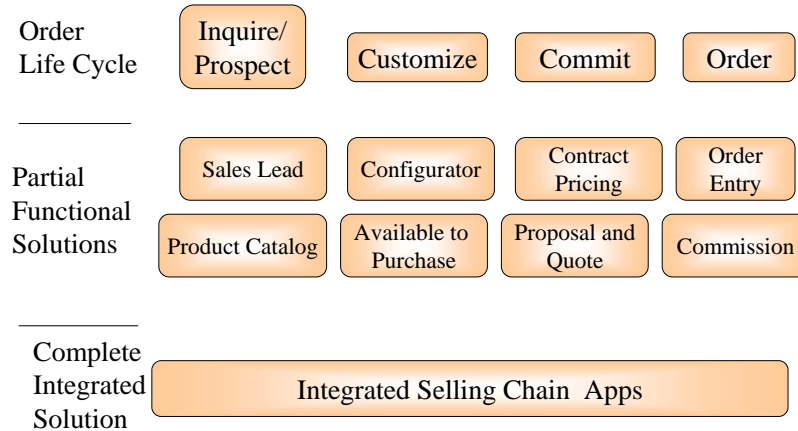 Order
Life Cycle
Inquire/
Prospect
Customize
Commit
Order
Partial
Functional
Solutions
Sales Lead
Configurator
Contract
Pricing
Order
Entry
Product Catalog
Available to
Purchase
Proposal and
Quote
Commission
Complete
Integrated
Solution
Integrated Selling Chain Apps